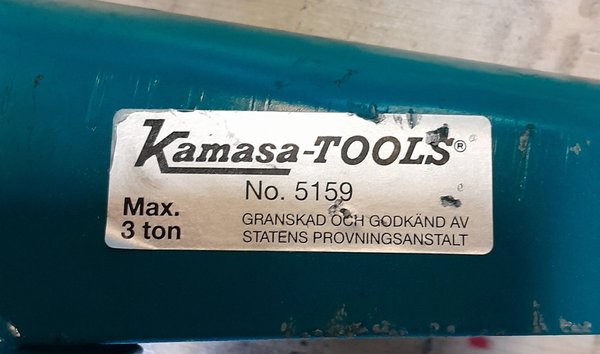 Kamasa-TOOLS®
No. 5159
Max.
3 ton
GRANSKAD OCH GODKÄND AV
STATENS PROVNINGSANSTALT